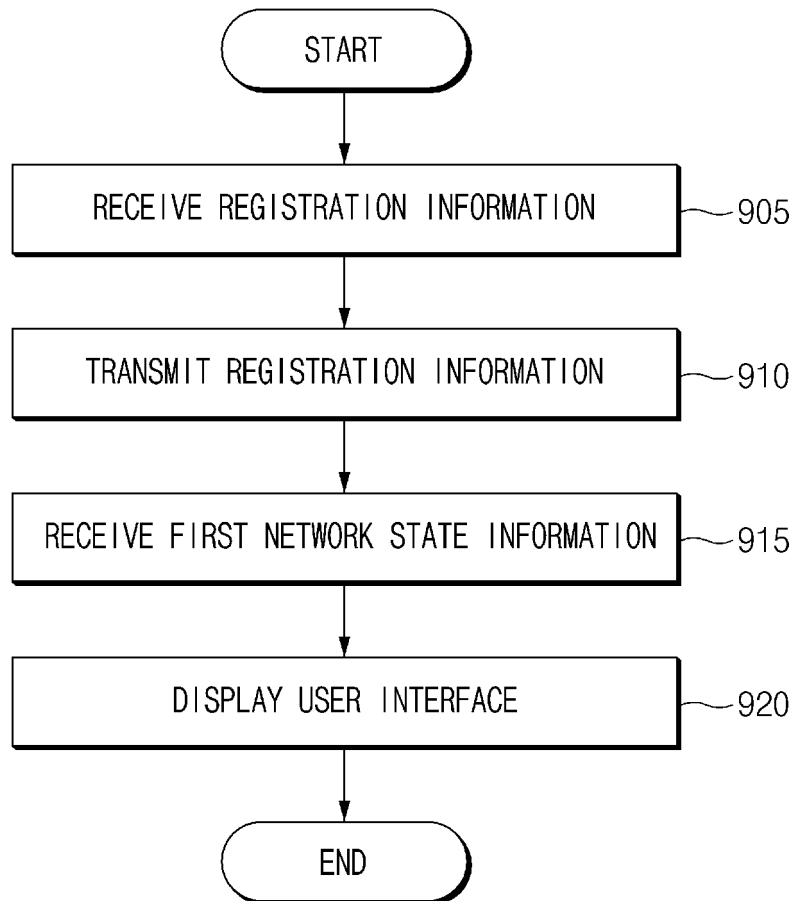 START
RECEIVE REGISTRATION INFORMATION
905
TRANSMIT REGISTRATION INFORMATION
910
RECEIVE FIRST NETWORK STATE INFORMATION
915
DISPLAY USER INTERFACE
920
END